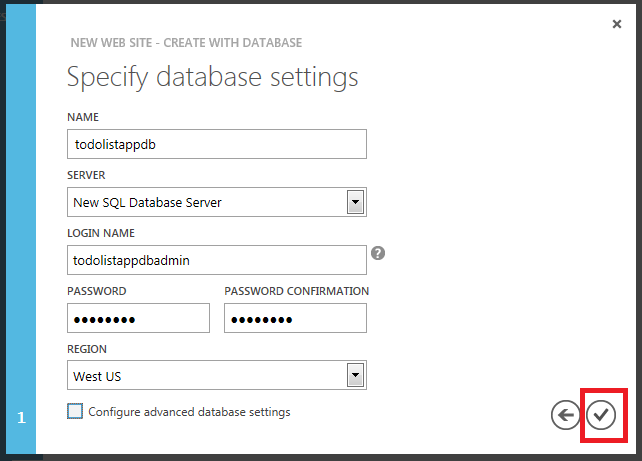 NEW WEB SITE - CREATE WITH DATABASE
Specify database settings
NAME
todolistappdb
SERVER
New SQL Database Server
LOGIN NAME
todolistappdbadmin
?
PASSWORD PASSWORD CONFIRMATION
●●●●●●●● ●●●●●●●●
REGION
West US
1
Configure advanced database settings